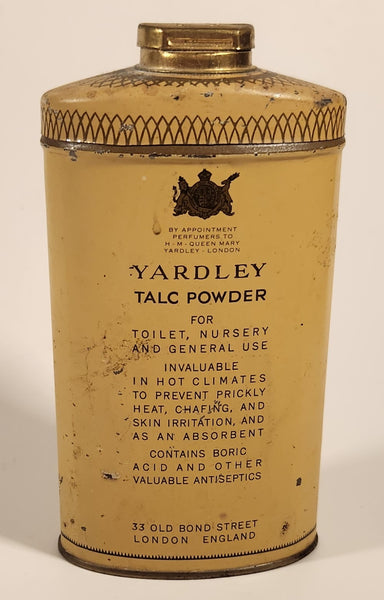 BY APPOINTMENT
PERFUMERS TO
H-M-QUEEN MARY
YARDLEY-LONDON
YARDLEY
TALC POWDER
FOR
TOILET, NURSERY
AND GENERAL USE
INVALUABLE
IN HOT CLIMATES
TO PREVENT PRICKLY
HEAT, CHAFING, AND
SKIN IRRITATION, AND
AS AN ABSORBENT
CONTAINS BORIC
ACID AND OTHER
VALUABLE ANTISEPTICS
33 OLD BOND STREET
LONDON ENGLAND